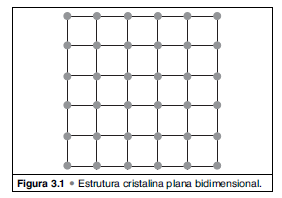 Figura 3.1 • Estrutura cristalina plana bidimensional.